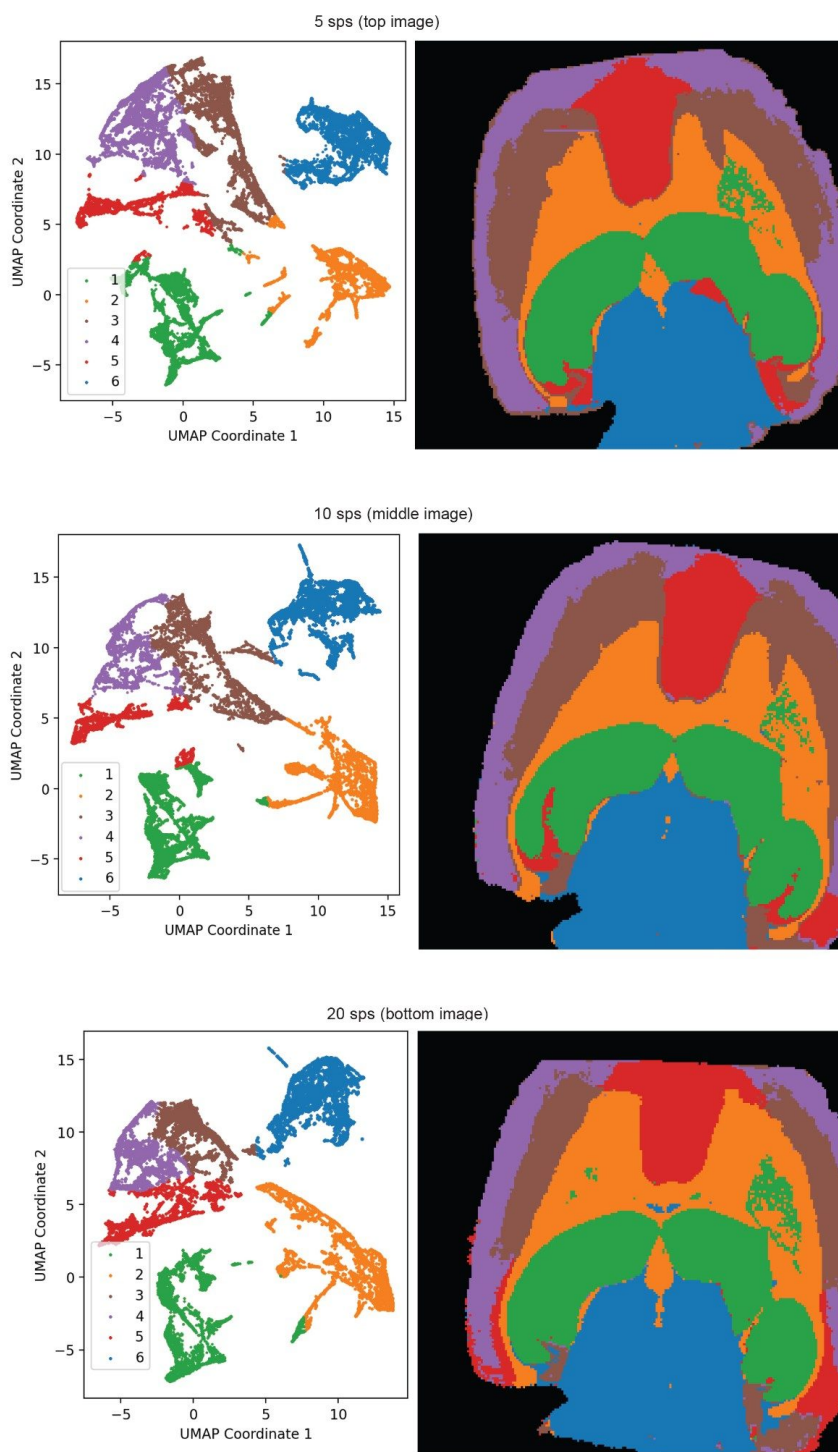 5 sps (top image)
15
10
5
0
−5
UMAP Coordinate 2
1
2
3
4
5
6
−5 0 5 10 15
UMAP Coordinate 1
10 sps (middle image)
15
10
5
0
−5
UMAP Coordinate 2
1
2
3
4
5
6
−5 0 5 10 15
UMAP Coordinate 1
20 sps (bottom image)
15
10
5
0
−5
UMAP Coordinate 2
1
2
3
4
5
6
−5 0 5 10
UMAP Coordinate 1